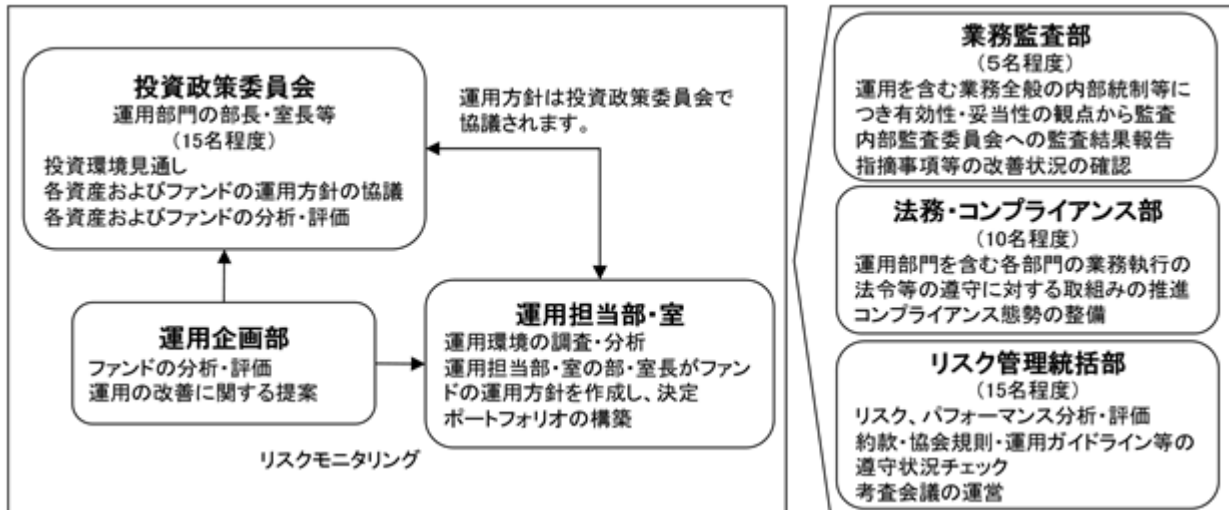 投資政策委員会
運用部門の部長・室長等
(15名程度)
投資環境見通し
各資産およびファンドの運用方針の協議
各資産およびファンドの分析・評価
運用方針は投資政策委員会で
協議されます。
運用企画部
ファンドの分析・評価
運用の改善に関する提案
運用担当部・室
運用環境の調査・分析
運用担当部・室の部・室長がファン
ドの運用方針を作成し、決定
ポートフォリオの構築
リスクモニタリング
業務監査部
(5名程度)
運用を含む業務全般の内部統制等に
つき有効性・妥当性の観点から監査
内部監査委員会への監査結果報告
指摘事項等の改善状況の確認
法務・コンプライアンス部
(10名程度)
運用部門を含む各部門の業務執行の
法令等の遵守に対する取組みの推進
コンプライアンス態勢の整備
リスク管理統括部
(15名程度)
リスク、パフォーマンス分析・評価
約款・協会規則・運用ガイドライン等の
遵守状況チェック
考査会議の運営